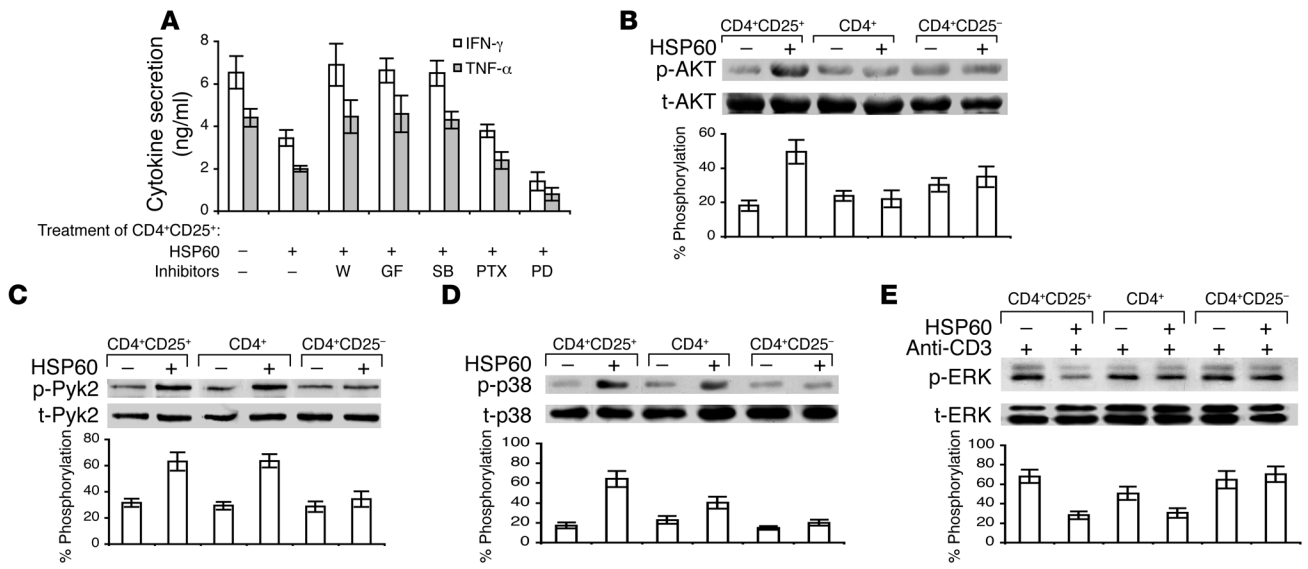 A
Cytokine secretion
(ng/ml)
8
6
4
2
0
IFN-γ
TNF-α
Treatment of CD4⁺CD25⁺:
HSP60 – + + + + + +
Inhibitors – – W GF SB PTX PD
B
CD4⁺CD25⁺ CD4⁺ CD4⁺CD25⁻
HSP60 – + – + – +
p-AKT
t-AKT
% Phosphorylation
60
40
20
0
C
CD4⁺CD25⁺ CD4⁺ CD4⁺CD25⁻
HSP60 – + – + – +
p-Pyk2
t-Pyk2
% Phosphorylation
80
60
40
20
0
D
CD4⁺CD25⁺ CD4⁺ CD4⁺CD25⁻
HSP60 – + – + – +
p-p38
t-p38
% Phosphorylation
100
80
60
40
20
0
E
CD4⁺CD25⁺ CD4⁺ CD4⁺CD25⁻
HSP60 – + – + – +
Anti-CD3 + + + + + +
p-ERK
t-ERK
% Phosphorylation
100
80
60
40
20
0